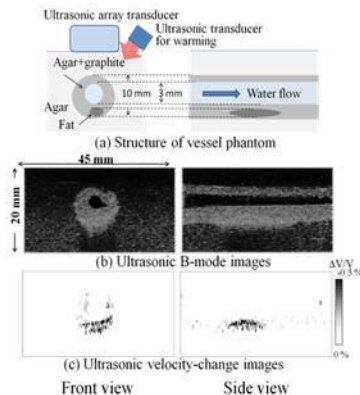 Ultrasonic array transducer
Ultrasonic transducer
for warming
Agar+graphite
Agar
Fat
10 mm
3 mm
Water flow
(a) Structure of vessel phantom
45 mm
20 mm
(b) Ultrasonic B-mode images
ΔV/V
-0.5 %
0 %
(c) Ultrasonic velocity-change images
Front view
Side view